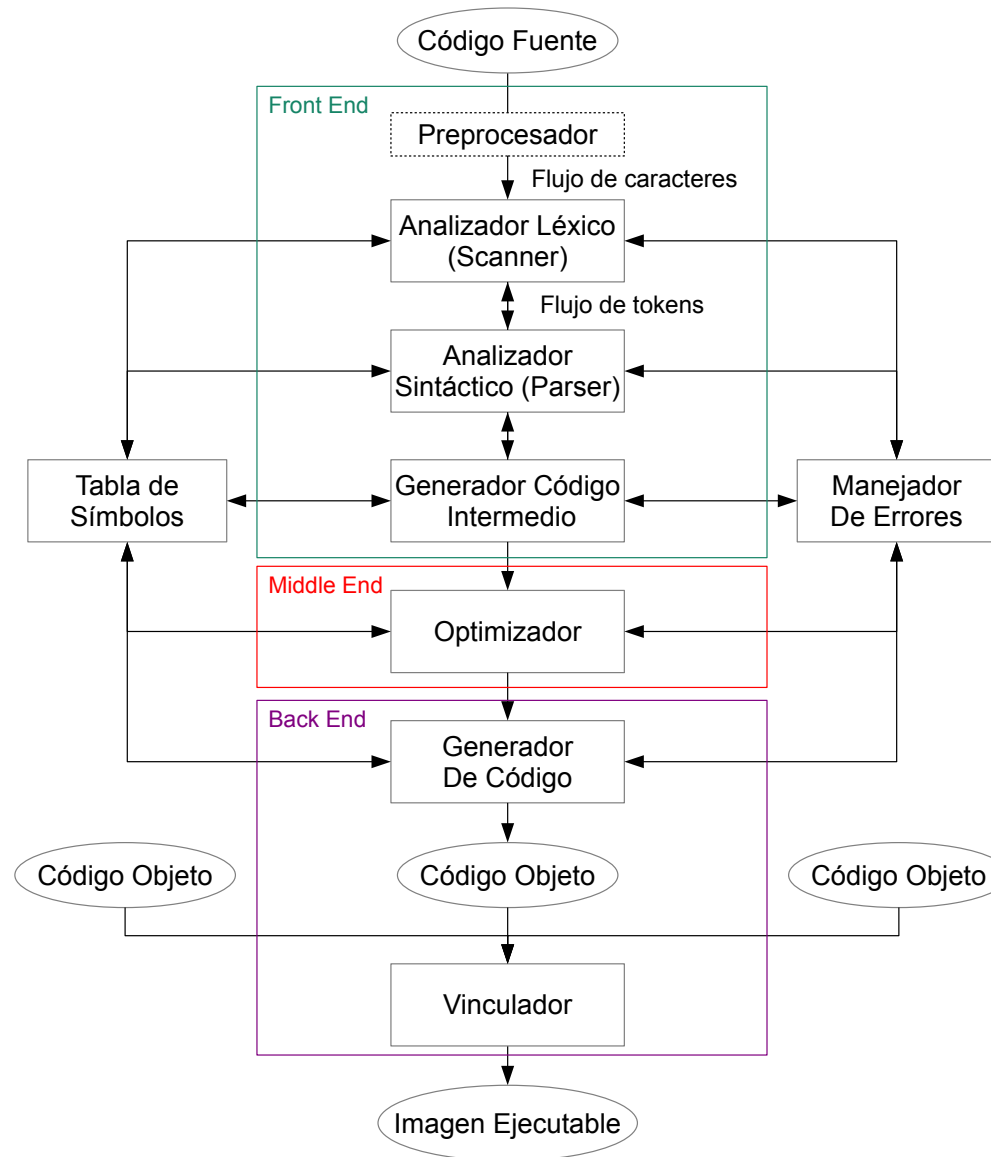 Código Fuente
Front End
Preprocesador
Flujo de caracteres
Analizador Léxico
(Scanner)
Flujo de tokens
Analizador
Sintáctico (Parser)
Tabla de
Símbolos
Generador Código
Intermedio
Manejador
De Errores
Middle End
Optimizador
Back End
Generador
De Código
Código Objeto
Código Objeto
Código Objeto
Vinculador
Imagen Ejecutable